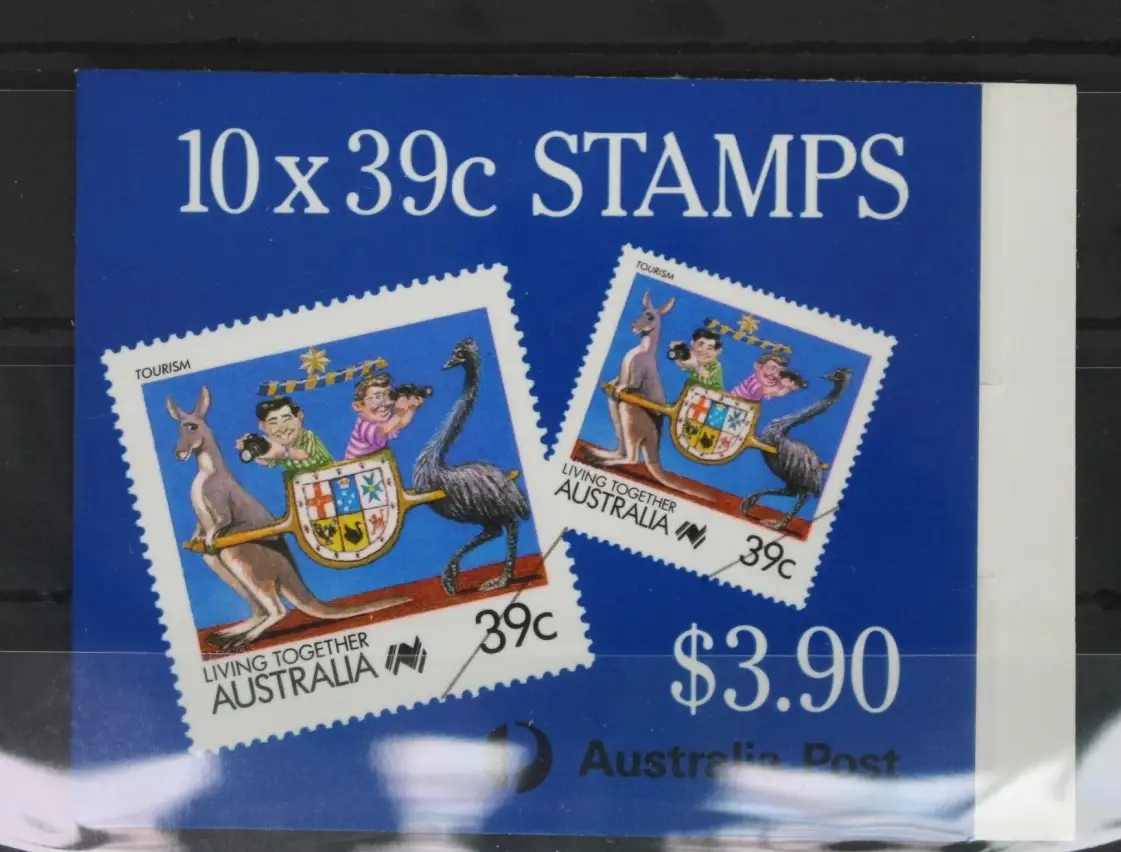 10 x 39c STAMPS
TOURISM
LIVING TOGETHER
AUSTRALIA
39c
TOURISM
LIVING TOGETHER
AUSTRALIA
39c
$3.90
Australia Post